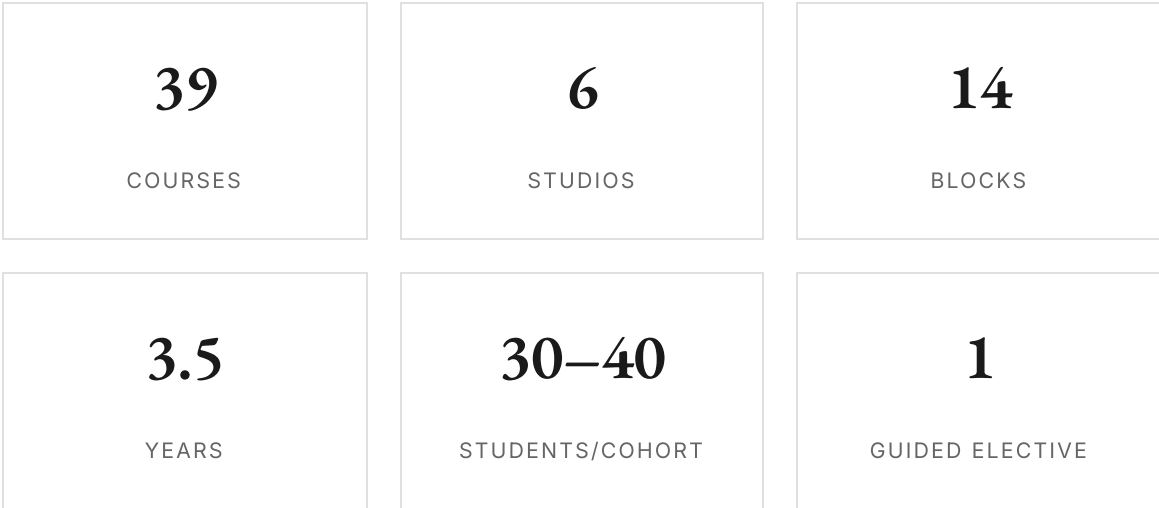 39
6
14
COURSES
STUDIOS
BLOCKS
3.5
30–40
1
YEARS
STUDENTS/COHORT
GUIDED ELECTIVE